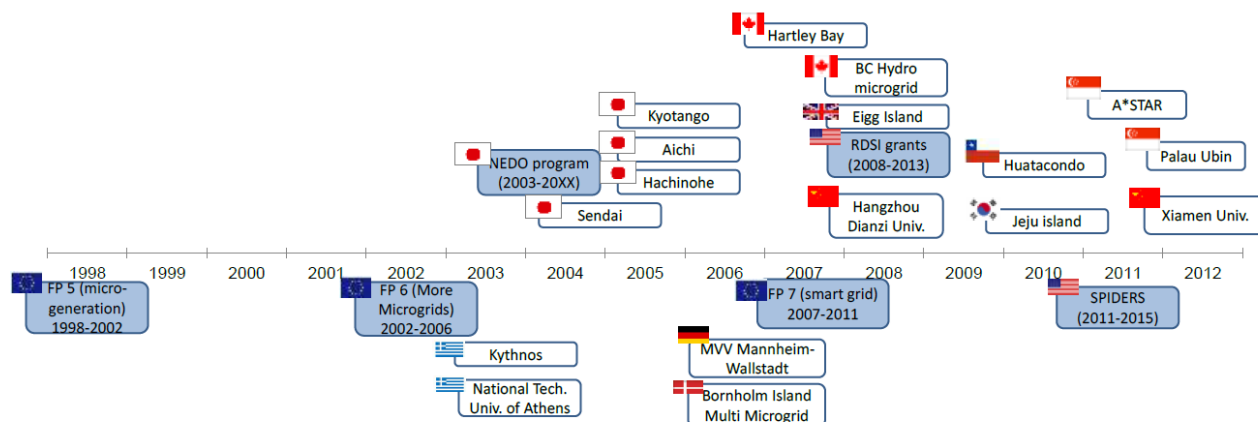 Hartley Bay
BC Hydro
microgrid
A*STAR
Kyotango
Eigg Island
Aichi
RDSI grants
(2008-2013)
NEDO program
(2003-20XX)
Huatacondo
Palau Ubin
Hachinohe
Sendai
Hangzhou
Dianzi Univ.
Jeju island
Xiamen Univ.
1998 1999 2000 2001 2002 2003 2004 2005 2006 2007 2008 2009 2010 2011 2012
FP 5 (micro-
generation)
1998-2002
FP 6 (More
Microgrids)
2002-2006
FP 7 (smart grid)
2007-2011
SPIDERS
(2011-2015)
Kythnos
MVV Mannheim-
Wallstadt
National Tech.
Univ. of Athens
Bornholm Island
Multi Microgrid